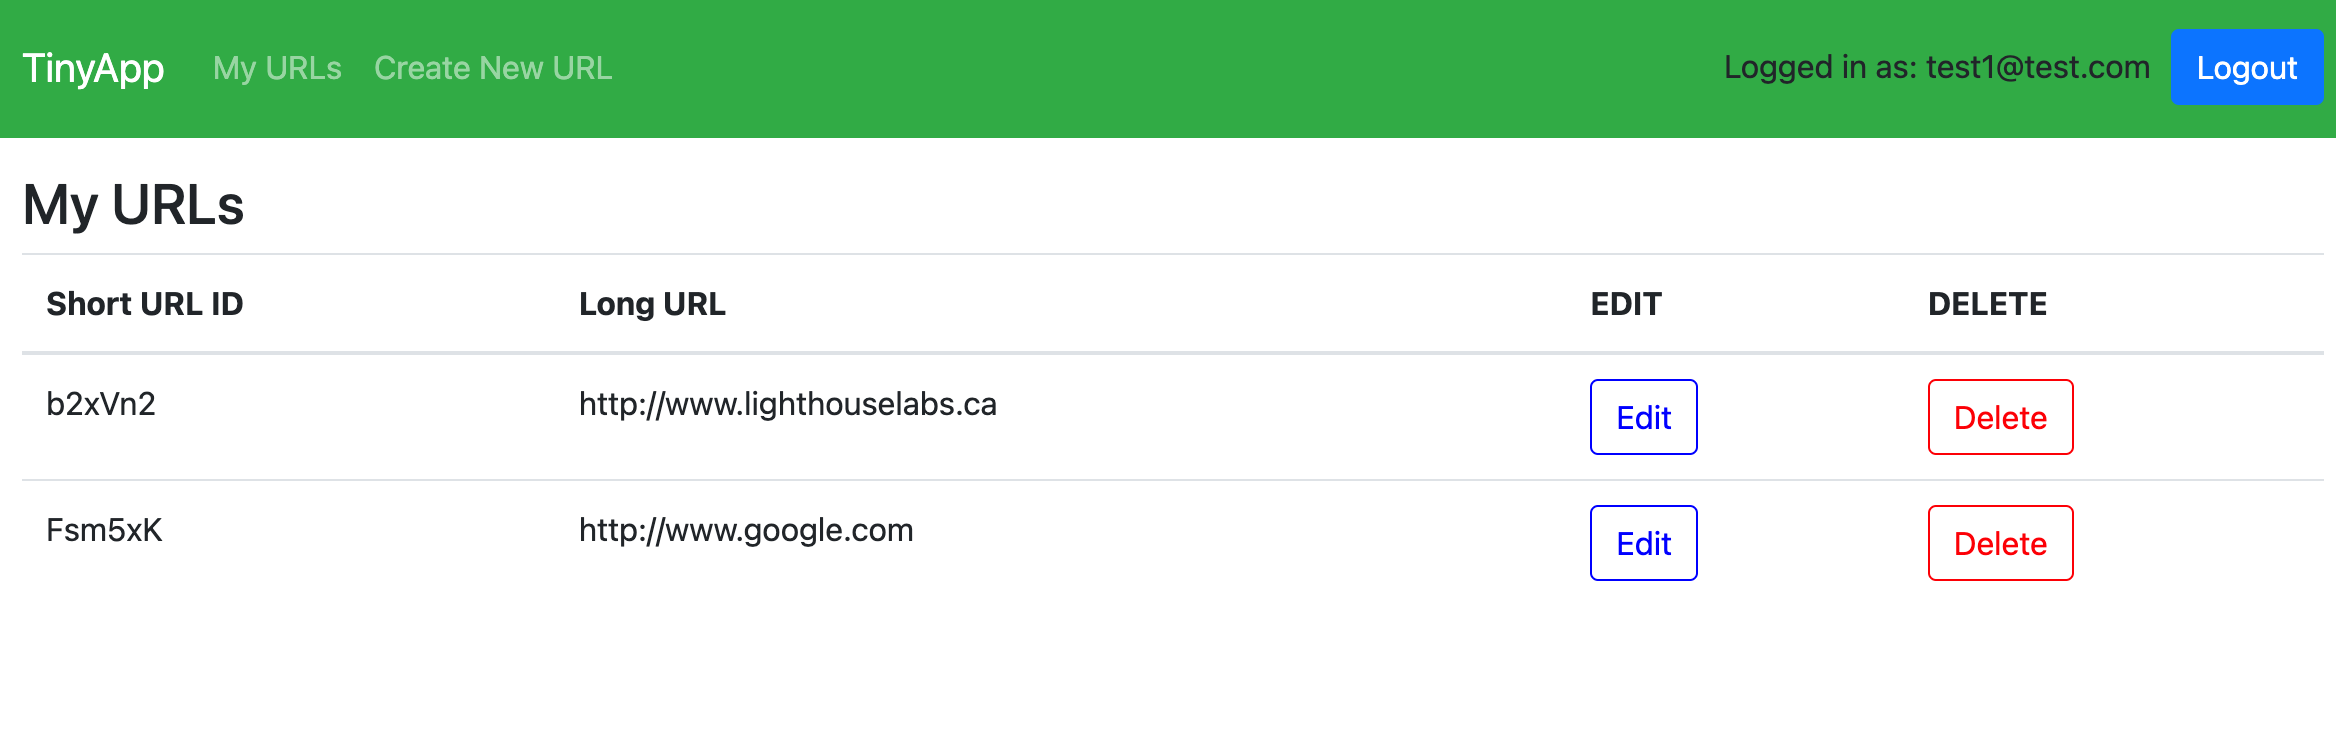 TinyApp My URLs Create New URL Logged in as: test1@test.com Logout
My URLs
Short URL ID Long URL EDIT DELETE
b2xVn2 http://www.lighthouselabs.ca Edit Delete
Fsm5xK http://www.google.com Edit Delete